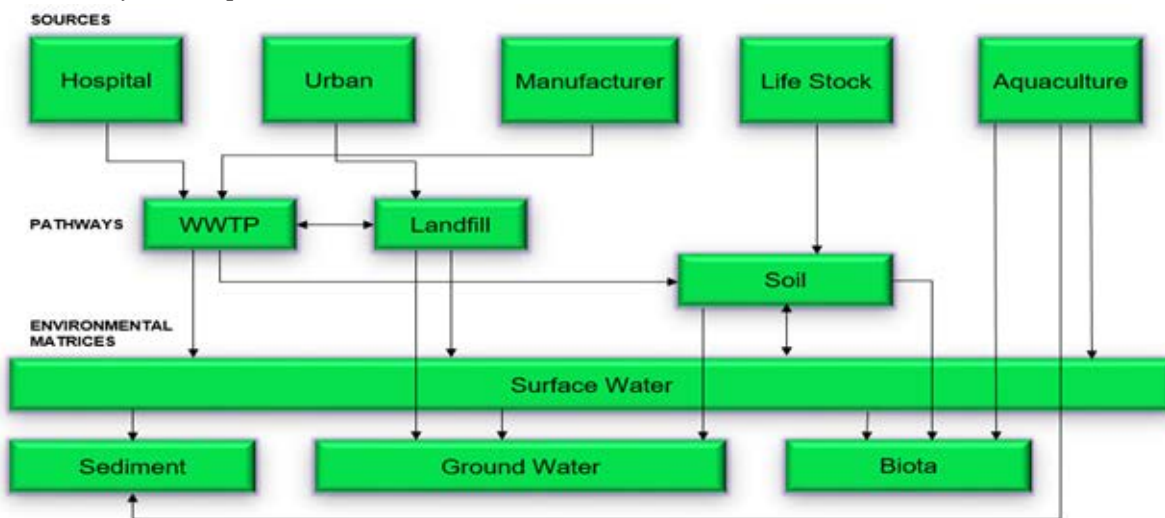 SOURCES
Hospital
Urban
Manufacturer
Life Stock
Aquaculture
PATHWAYS
WWTP
Landfill
Soil
ENVIRONMENTAL
MATRICES
Surface Water
Sediment
Ground Water
Biota